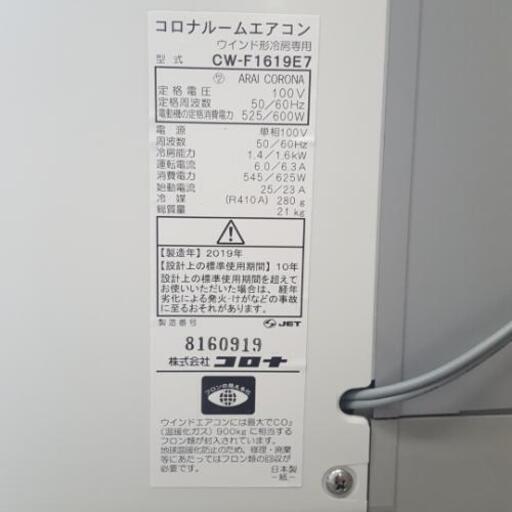 コロナルームエアコン
ウインド形冷房専用
型式 CW-F1619E7
ARAI CORONA
定格電圧 100V
定格周波数 50/60Hz
電動機の定格消費電力 525/600W
電源 単相100V
周波数 50/60Hz
冷房能力 1.4/1.6kW
運転電流 6.0/6.3A
消費電力 545/625W
始動電流 25/23A
冷媒 (R410A) 280g
総質量 21kg
【製造年】2019年
【設計上の標準使用期間】10年
設計上の標準使用期間を超えて
お使いいただいた場合は、経年
劣化による発火・けがなどの事故
に至るおそれがあります。
製造番号 JET
8160919
株式会社 コロナ
ウインドエアコンには最大でCO₂
(温暖化ガス)900kgに相当する
フロン類が封入されています。
地球温暖化防止のため、修理・廃棄
等にあたってはフロン類の回収が
必要です。
日本製
-紙-